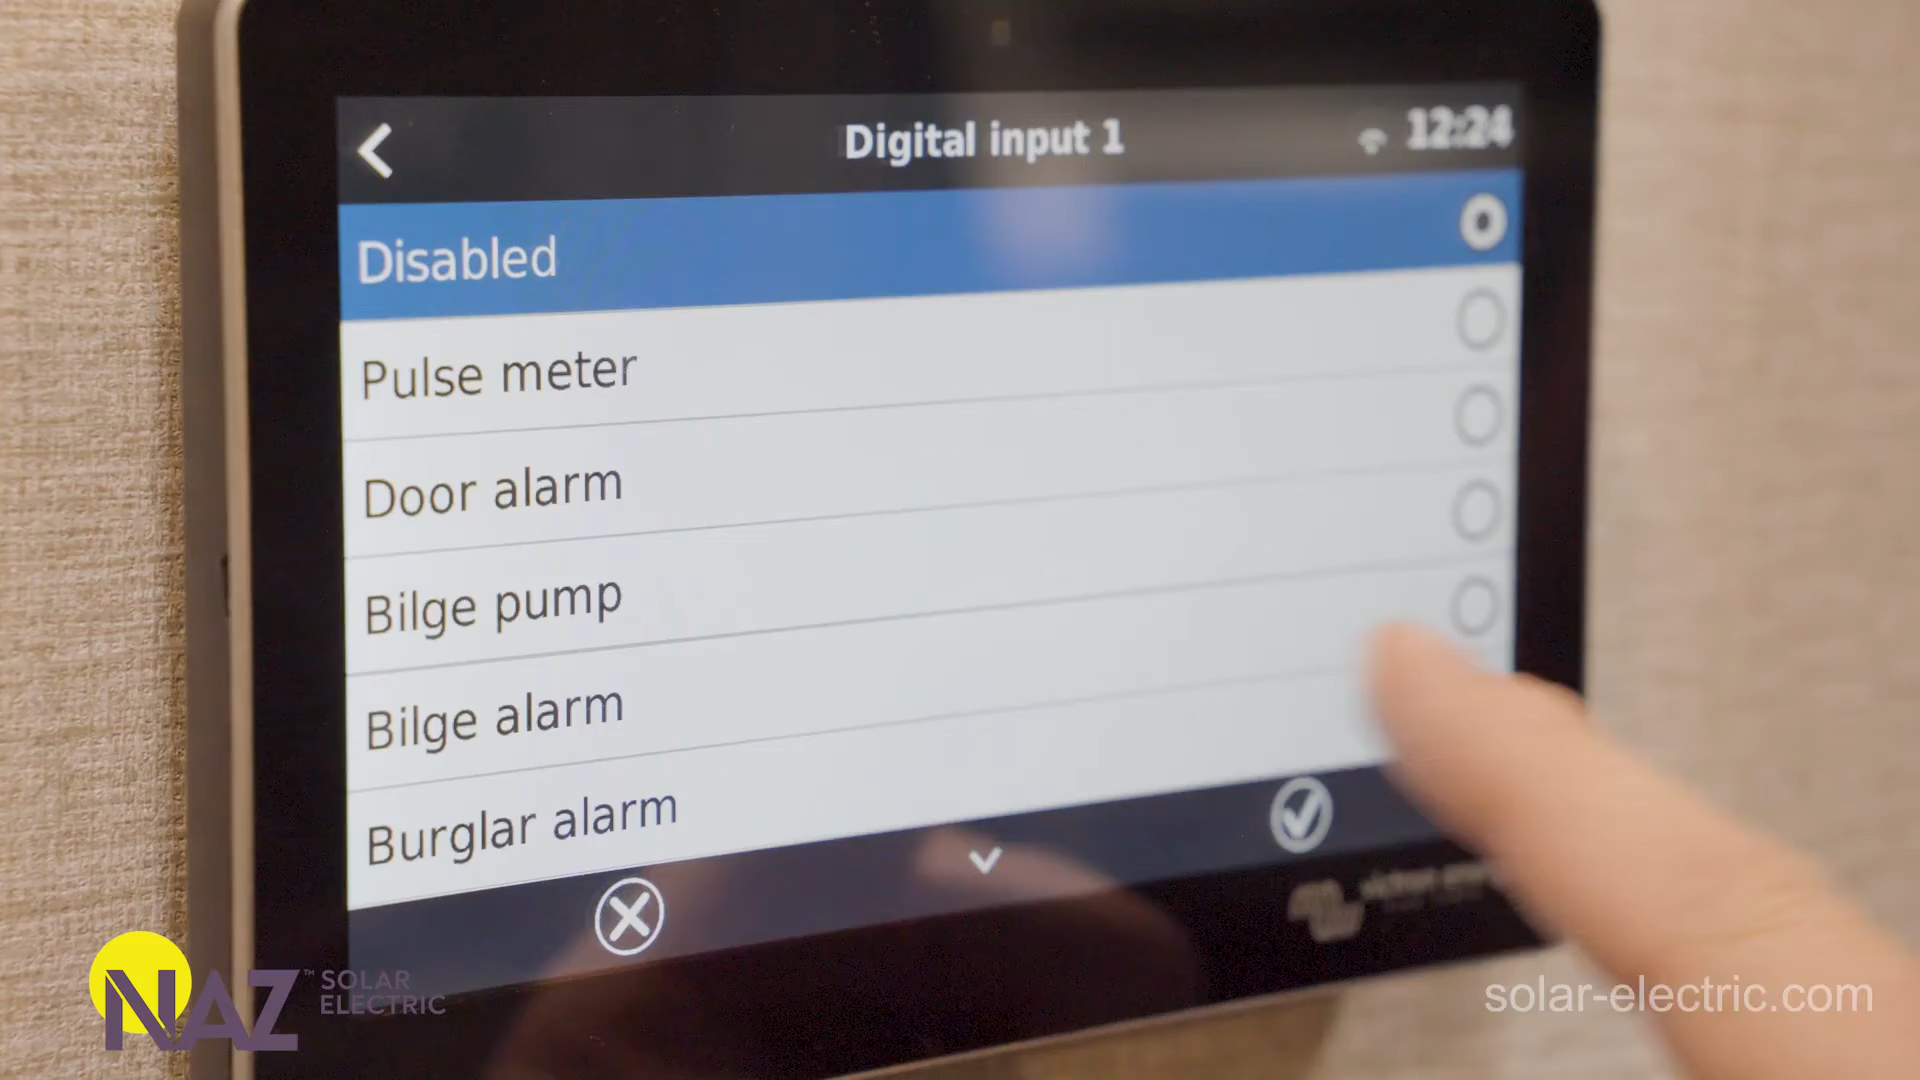 Digital input 1
12:24
Disabled
Pulse meter
Door alarm
Bilge pump
Bilge alarm
Burglar alarm
NAZ™ SOLAR
ELECTRIC
solar-electric.com